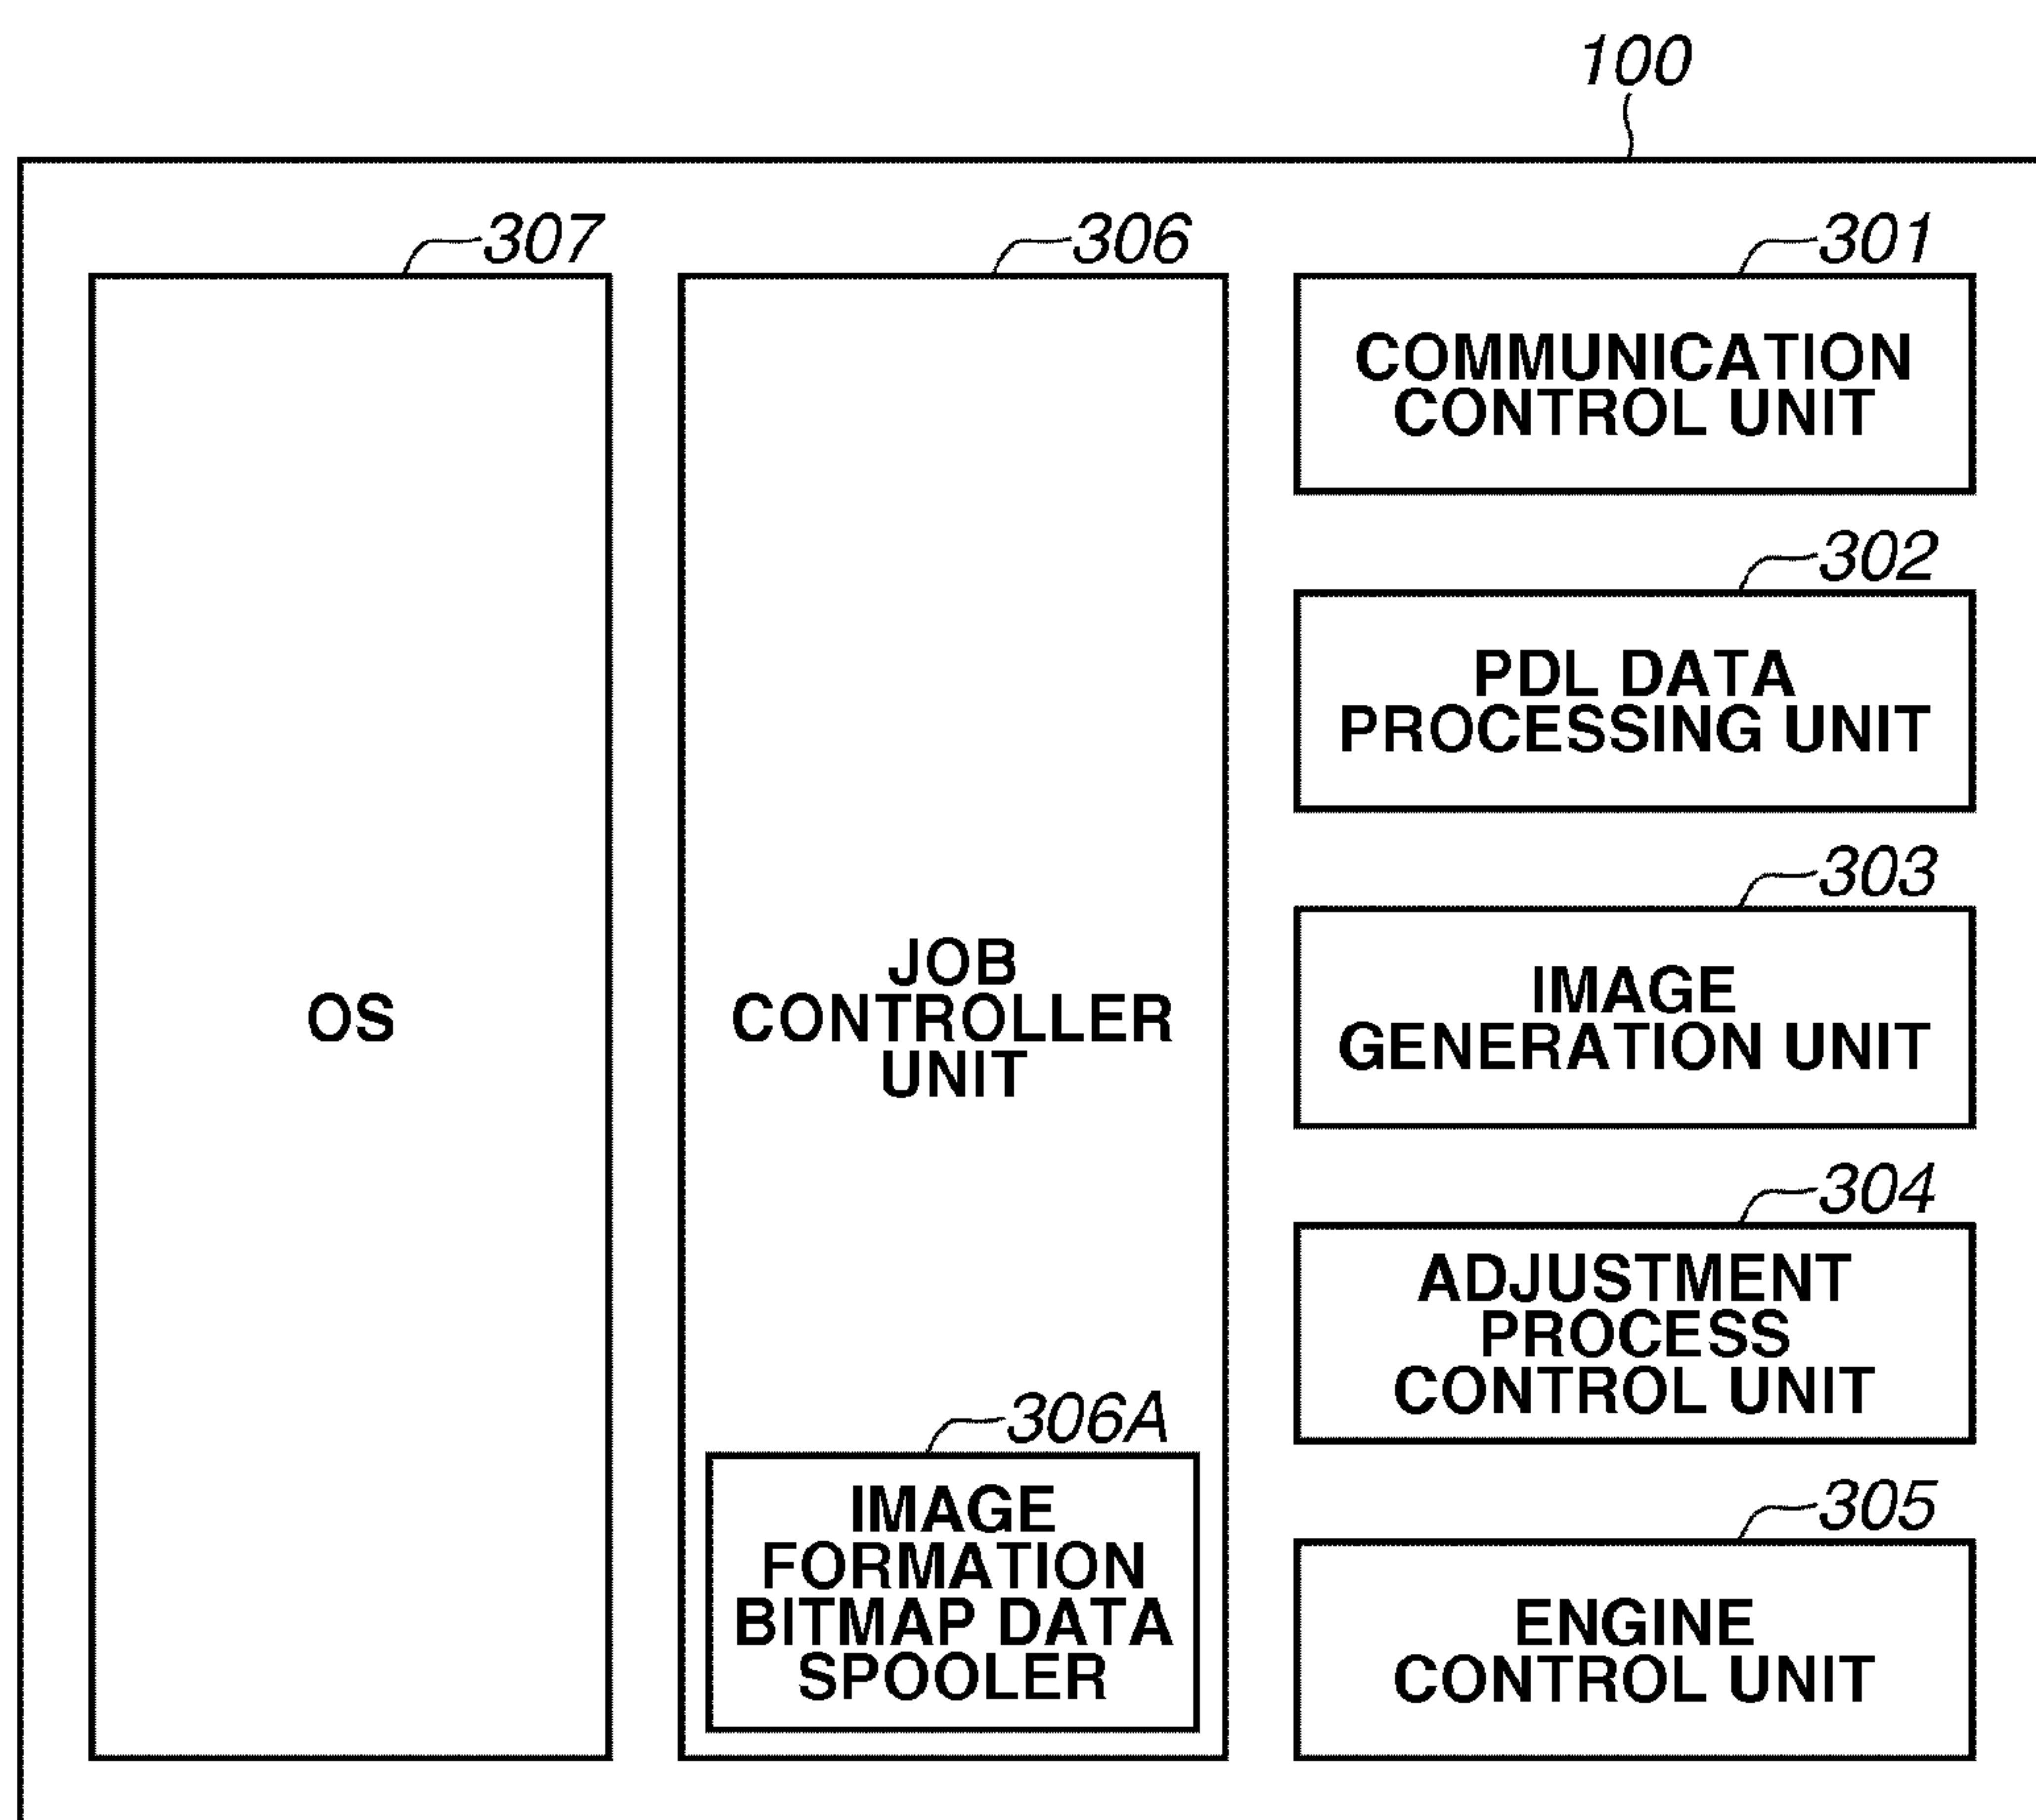 100
307
OS
306
JOB
CONTROLLER
UNIT
306A
IMAGE
FORMATION
BITMAP DATA
SPOOLER
301
COMMUNICATION
CONTROL UNIT
302
PDL DATA
PROCESSING UNIT
303
IMAGE
GENERATION UNIT
304
ADJUSTMENT
PROCESS
CONTROL UNIT
305
ENGINE
CONTROL UNIT